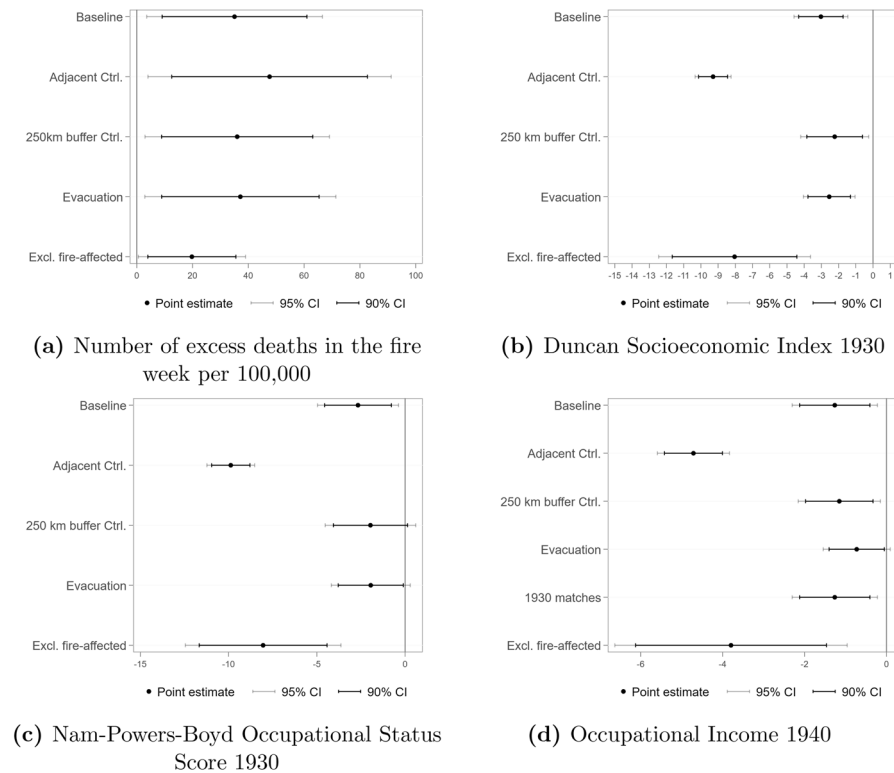 Baseline
Adjacent Ctrl.
250km buffer Ctrl.
Evacuation
Excl. fire-affected
0 20 40 60 80 100
Point estimate 95% CI 90% CI
(a) Number of excess deaths in the fire
week per 100,000
Baseline
Adjacent Ctrl.
250 km buffer Ctrl.
Evacuation
Excl. fire-affected
-15 -14 -13 -12 -11 -10 -9 -8 -7 -6 -5 -4 -3 -2 -1 0 1
Point estimate 95% CI 90% CI
(b) Duncan Socioeconomic Index 1930
Baseline
Adjacent Ctrl.
250 km buffer Ctrl.
Evacuation
Excl. fire-affected
-15 -10 -5 0
Point estimate 95% CI 90% CI
(c) Nam-Powers-Boyd Occupational Status
Score 1930
Baseline
Adjacent Ctrl.
250 km buffer Ctrl.
Evacuation
1930 matches
Excl. fire-affected
-6 -4 -2 0
Point estimate 95% CI 90% CI
(d) Occupational Income 1940